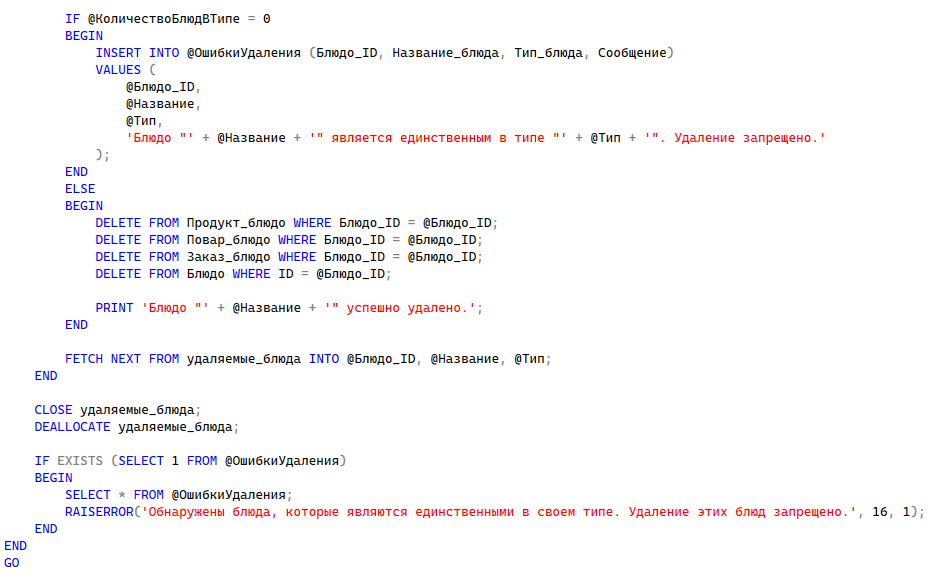 IF @КоличествоБлюдВТипе = 0
BEGIN
INSERT INTO @ОшибкиУдаления (Блюдо_ID, Название_блюда, Тип_блюда, Сообщение)
VALUES (
@Блюдо_ID,
@Название,
@Тип,
'Блюдо "' + @Название + '" является единственным в типе "' + @Тип + '". Удаление запрещено.'
);
END
ELSE
BEGIN
DELETE FROM Продукт_блюдо WHERE Блюдо_ID = @Блюдо_ID;
DELETE FROM Повар_блюдо WHERE Блюдо_ID = @Блюдо_ID;
DELETE FROM Заказ_блюдо WHERE Блюдо_ID = @Блюдо_ID;
DELETE FROM Блюдо WHERE ID = @Блюдо_ID;
PRINT 'Блюдо "' + @Название + '" успешно удалено.';
END
FETCH NEXT FROM удаляемые_блюда INTO @Блюдо_ID, @Название, @Тип;
END
CLOSE удаляемые_блюда;
DEALLOCATE удаляемые_блюда;
IF EXISTS (SELECT 1 FROM @ОшибкиУдаления)
BEGIN
SELECT * FROM @ОшибкиУдаления;
RAISERROR('Обнаружены блюда, которые являются единственными в своем типе. Удаление этих блюд запрещено.', 16, 1);
END
END
GO